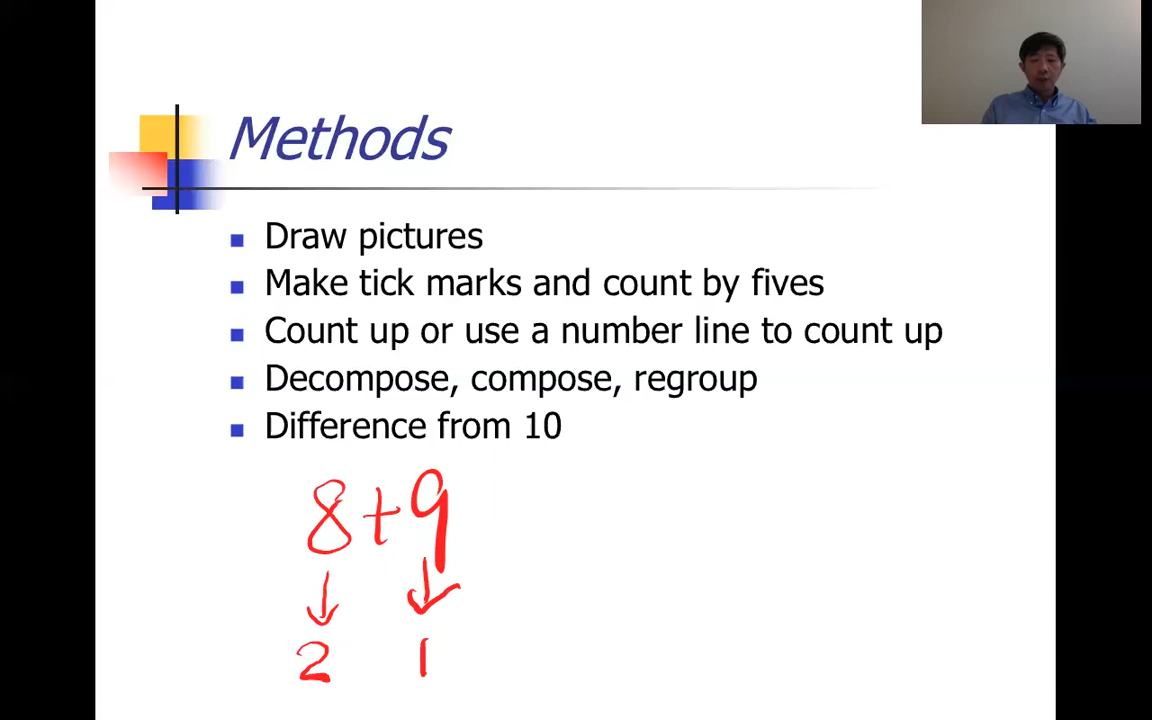 Methods
Draw pictures
Make tick marks and count by fives
Count up or use a number line to count up
Decompose, compose, regroup
Difference from 10
8+9
2 1